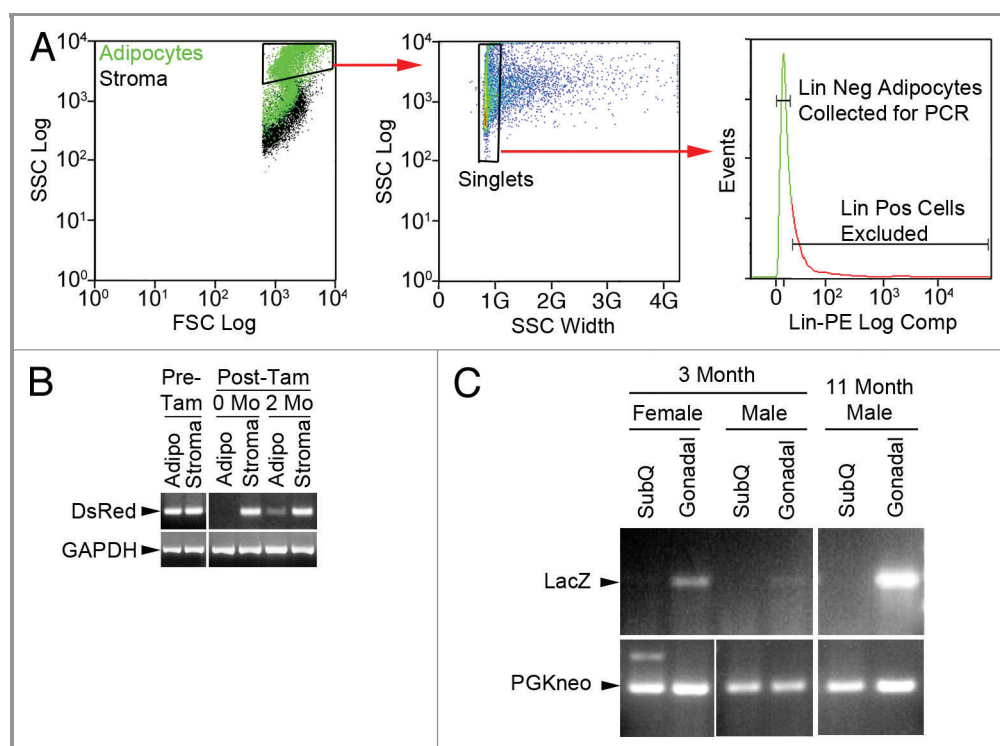 A
Adipocytes
Stroma
SSC Log
10⁴
10³
10²
10¹
10⁰
10⁰ 10¹ 10² 10³ 10⁴
FSC Log
SSC Log
10⁴
10³
10²
10¹
10⁰
Singlets
0 1G 2G 3G 4G
SSC Width
Events
Lin Neg Adipocytes
Collected for PCR
Lin Pos Cells
Excluded
0 10² 10³ 10⁴
Lin-PE Log Comp
B
Pre-
Tam
Post-Tam
0 Mo 2 Mo
Adipo Stroma Adipo Stroma Adipo Stroma
DsRed
GAPDH
C
3 Month
Female Male
11 Month
Male
SubQ Gonadal SubQ Gonadal SubQ Gonadal
LacZ
PGKneo